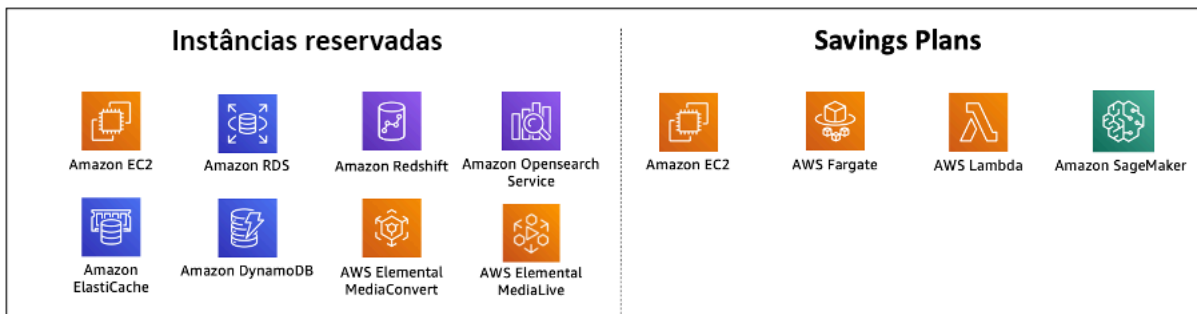 Instâncias reservadas
Amazon EC2
Amazon RDS
Amazon Redshift
Amazon Opensearch
Service
Amazon
ElastiCache
Amazon DynamoDB
AWS Elemental
MediaConvert
AWS Elemental
MediaLive
Savings Plans
Amazon EC2
AWS Fargate
AWS Lambda
Amazon SageMaker